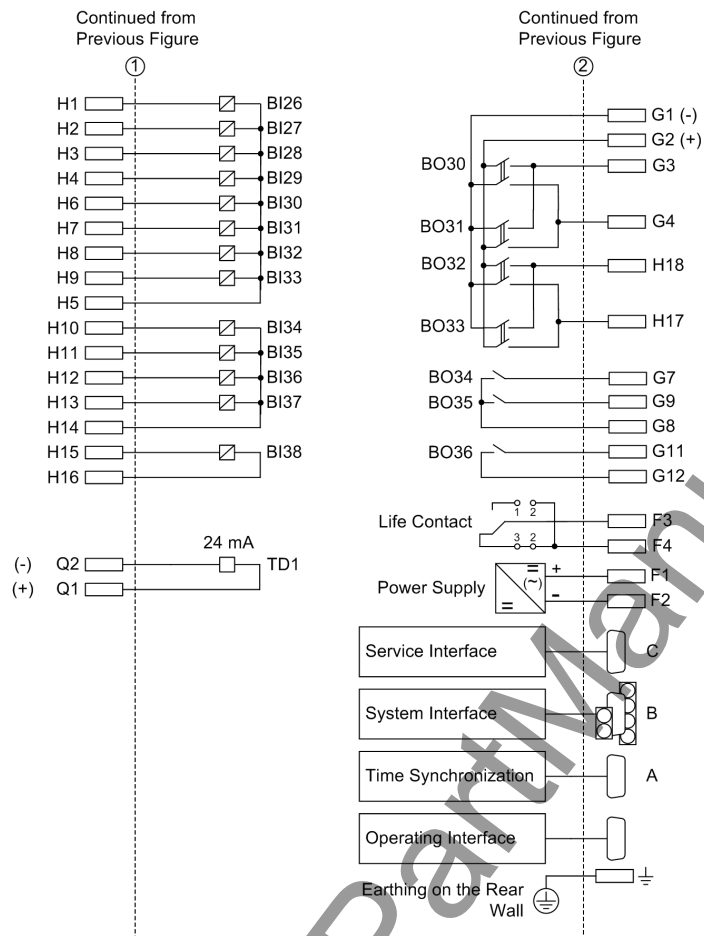 Continued from
Previous Figure
1
H1 BI26
H2 BI27
H3 BI28
H4 BI29
H6 BI30
H7 BI31
H8 BI32
H9 BI33
H5
H10 BI34
H11 BI35
H12 BI36
H13 BI37
H14
H15 BI38
H16
24 mA
(-) Q2 TD1
(+) Q1
Continued from
Previous Figure
2
G1 (-)
G2 (+)
BO30 G3
BO31 G4
BO32 H18
BO33 H17
BO34 G7
BO35 G9
G8
BO36 G11
G12
1 2
Life Contact F3
3 2
F4
= + F1
Power Supply (~)
= - F2
Service Interface C
System Interface B
Time Synchronization A
Operating Interface
Earthing on the Rear
Wall